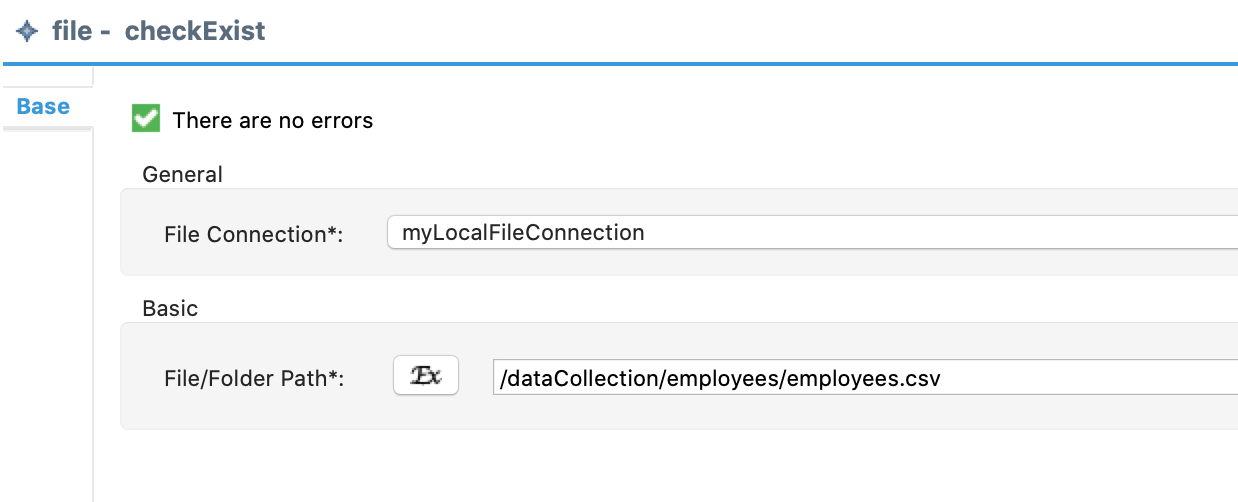 file - checkExist
Base
There are no errors
General
File Connection*: myLocalFileConnection
Basic
File/Folder Path*: Ex /dataCollection/employees/employees.csv